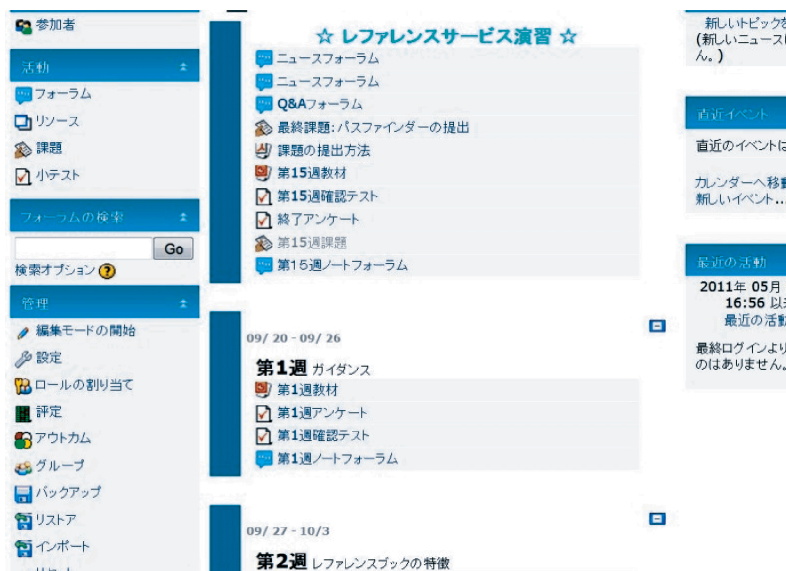 参加者
活動
フォーラム
リソース
課題
小テスト
フォーラムの検索
Go
検索オプション
管理
編集モードの開始
設定
ロールの割り当て
評定
アウトカム
グループ
バックアップ
リストア
インポート
☆ レファレンスサービス演習 ☆
ニュースフォーラム
ニュースフォーラム
Q&Aフォーラム
最終課題:パスファインダーの提出
課題の提出方法
第15週教材
第15週確認テスト
終了アンケート
第15週課題
第15週ノートフォーラム
09/ 20 - 09/ 26
第1週 ガイダンス
第1週教材
第1週アンケート
第1週確認テスト
第1週ノートフォーラム
09/ 27 - 10/3
第2週 レファレンスブックの特徴
新しいトピックを
(新しいニュースは
ん。)
直近イベント
直近のイベントは
カレンダーへ移動
新しいイベント...
最近の活動
2011年 05月
16:56 以
最近の活動
最終ログインより
のはありません。